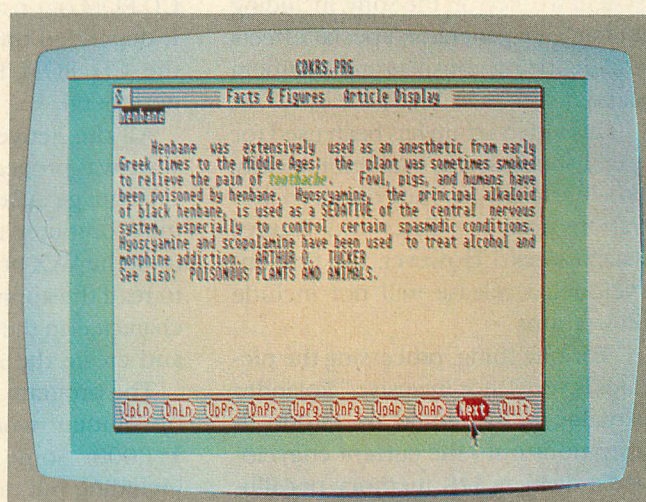 CDKRS.PRG
Facts & Figures Article Display
henbane
Henbane was extensively used as an anesthetic from early
Greek times to the Middle Ages; the plant was sometimes smoked
to relieve the pain of toothache. Fowl, pigs, and humans have
been poisoned by henbane. Hyoscyamine, the principal alkaloid
of black henbane, is used as a SEDATIVE of the central nervous
system, especially to control certain spasmodic conditions.
Hyoscyamine and scopolamine have been used to treat alcohol and
morphine addiction. ARTHUR O. TUCKER
See also: POISONOUS PLANTS AND ANIMALS.
UpLn DnLn UpPr DnPr UpPg DnPg UpAr DnAr Next Quit